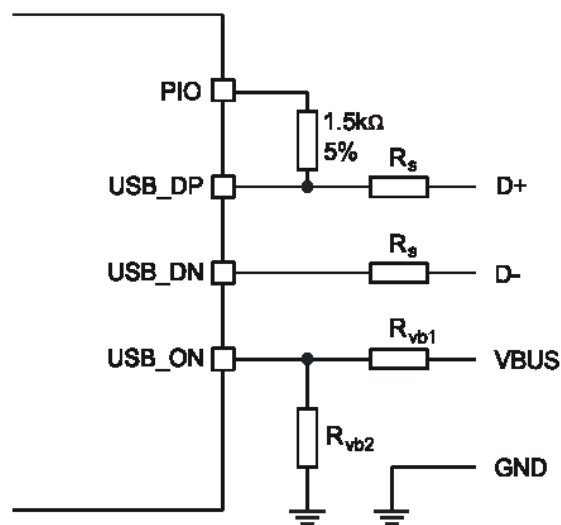 PIO
1.5kΩ
5%
USB_DP
Rs
D+
USB_DN
Rs
D-
USB_ON
Rvb1
VBUS
Rvb2
GND